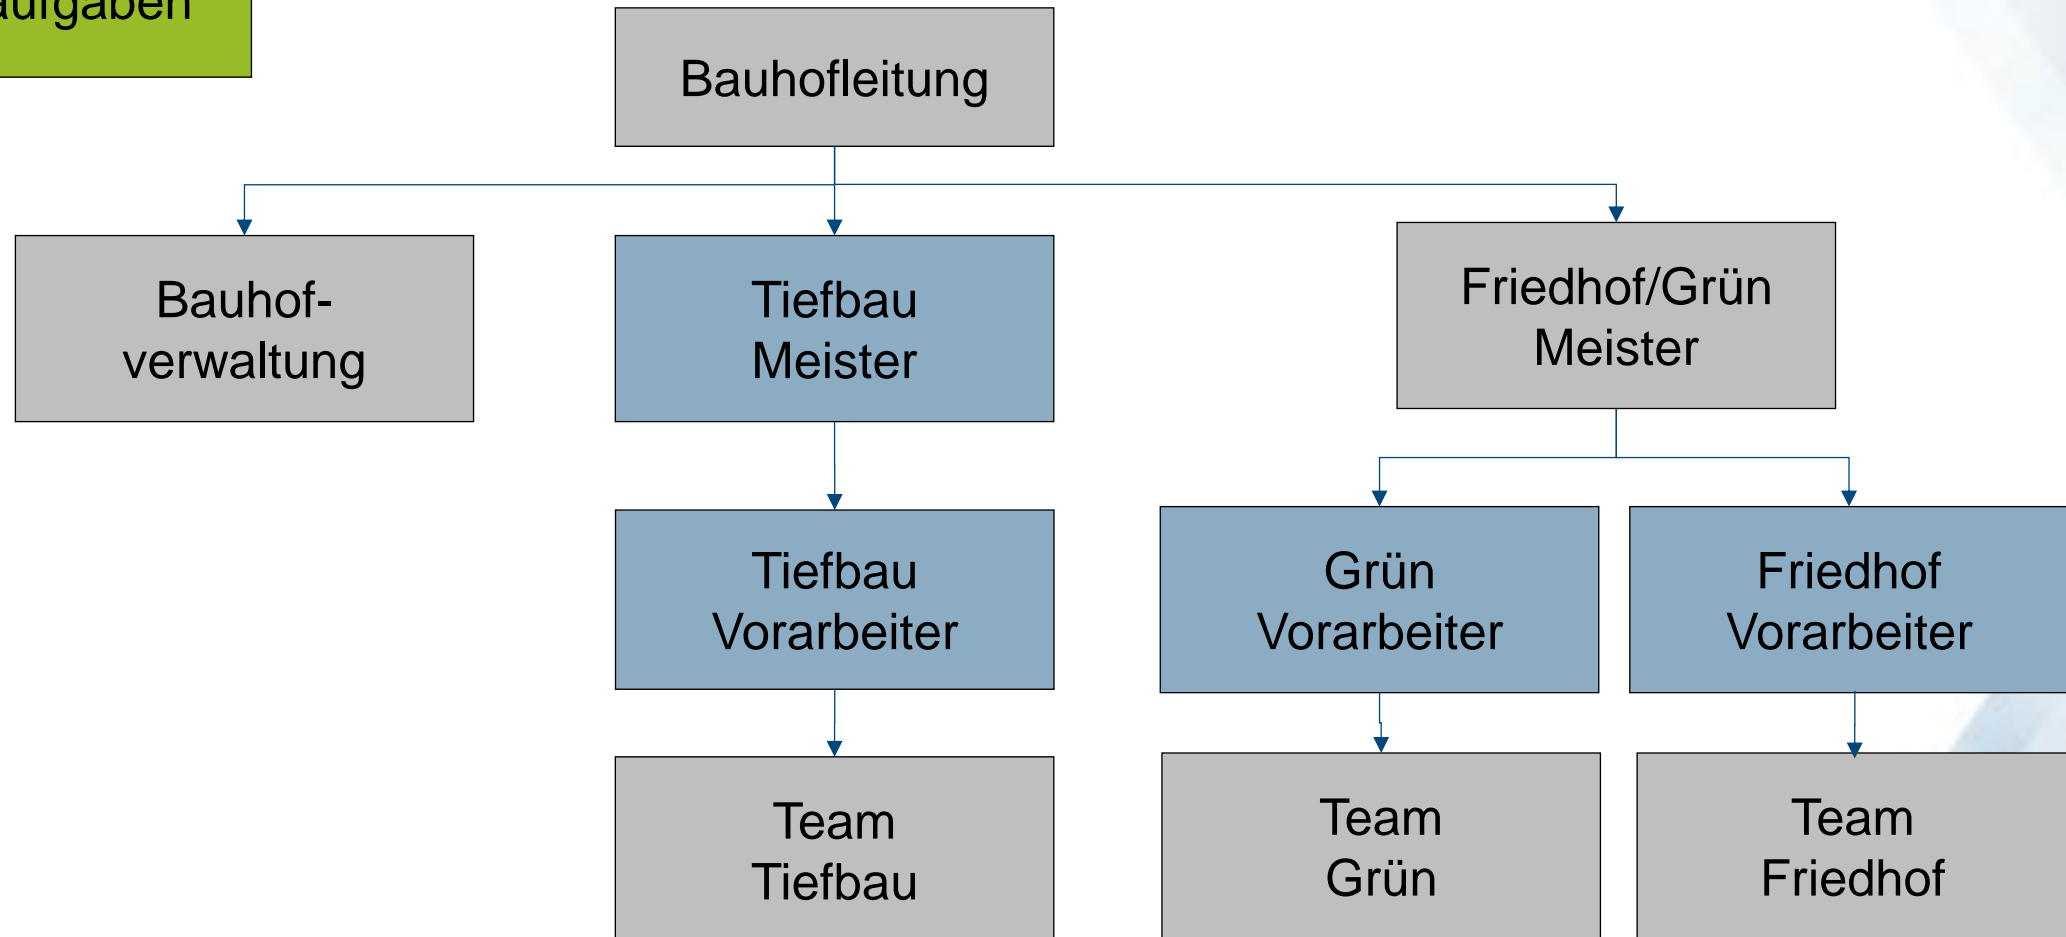 aufgaben
Bauhofleitung
Bauhof-
verwaltung
Tiefbau
Meister
Friedhof/Grün
Meister
Tiefbau
Vorarbeiter
Grün
Vorarbeiter
Friedhof
Vorarbeiter
Team
Tiefbau
Team
Grün
Team
Friedhof